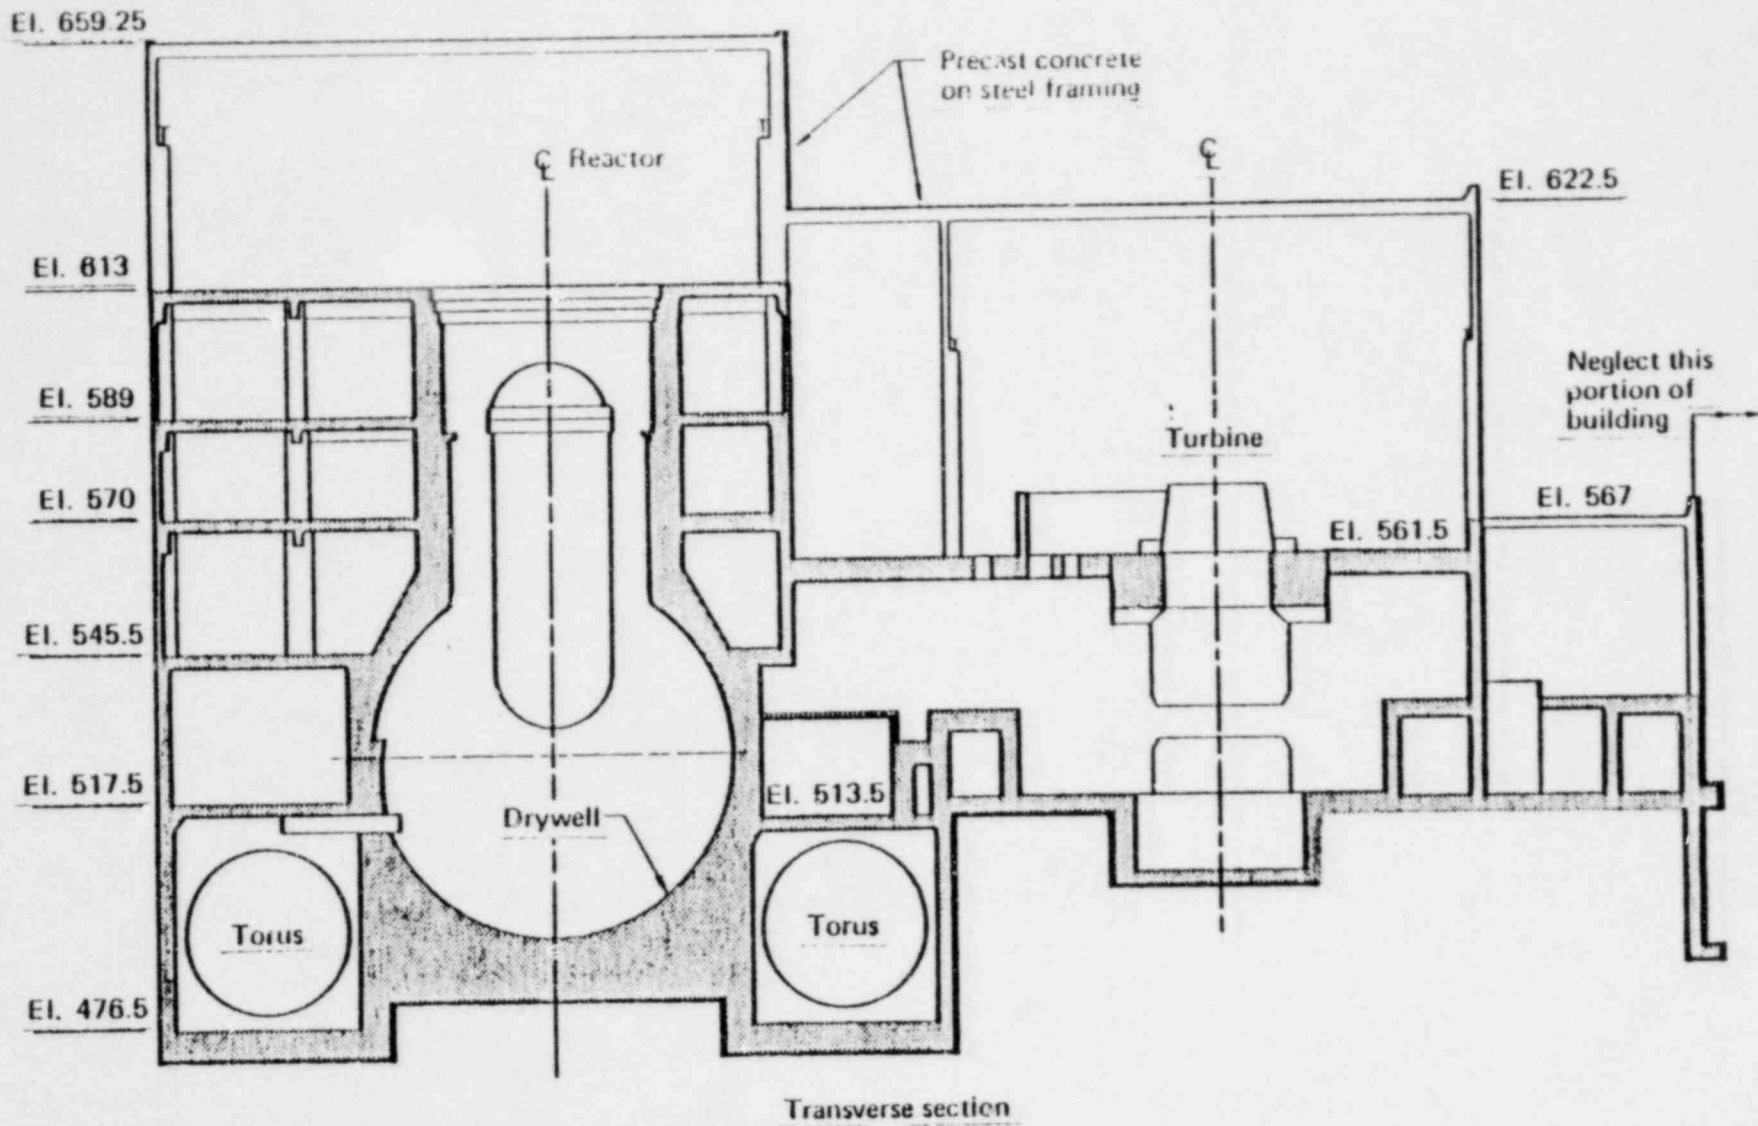 El. 659.25
Precast concrete
on steel framing
℄ Reactor
℄
El. 622.5
El. 613
Neglect this
portion of
building
El. 589
Turbine
El. 570
El. 567
El. 561.5
El. 545.5
El. 517.5
El. 513.5
Drywell
Torus
Torus
El. 476.5
Transverse section